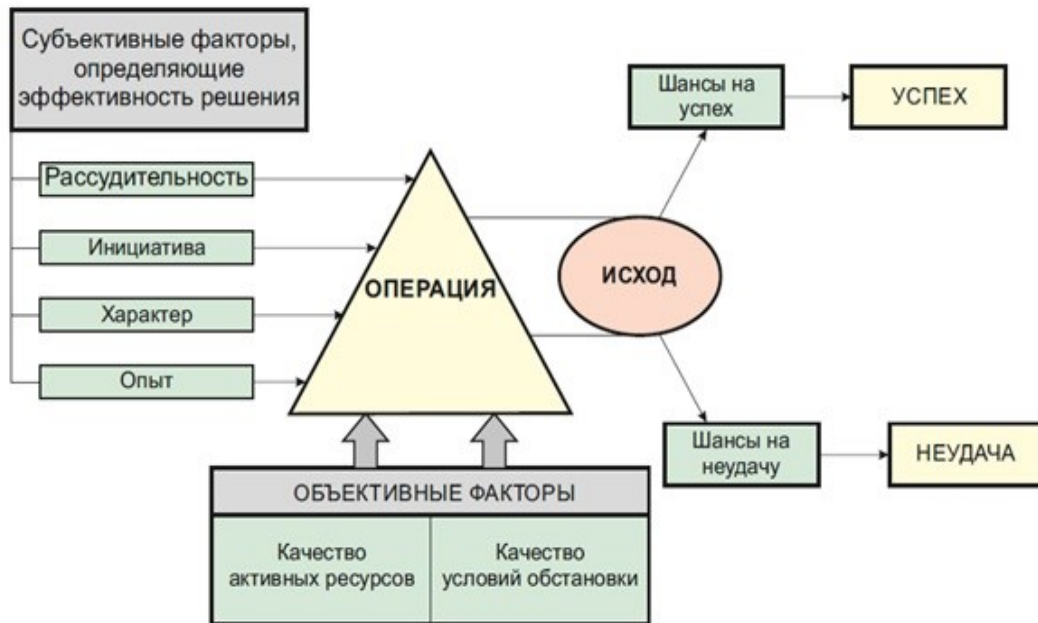 Субъективные факторы,
определяющие
эффективность решения
Рассудительность
Инициатива
Характер
Опыт
ОПЕРАЦИЯ
ИСХОД
Шансы на
успех
УСПЕХ
Шансы на
неудачу
НЕУДАЧА
ОБЪЕКТИВНЫЕ ФАКТОРЫ
Качество
активных ресурсов
Качество
условий обстановки